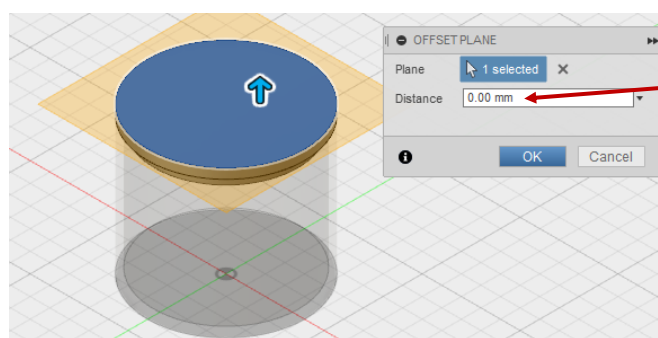 OFFSET PLANE
Plane 1 selected
Distance 0.00 mm
OK Cancel